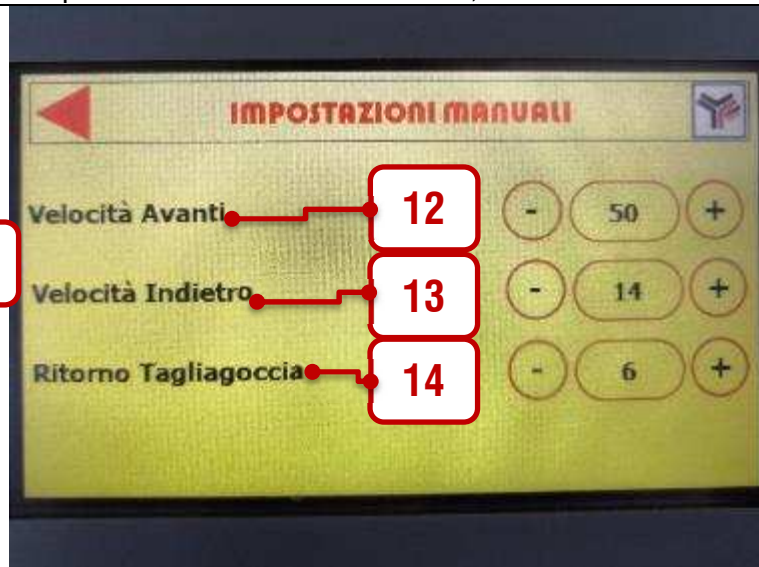 IMPOSTAZIONI MANUALI
Velocità Avanti 12 - 50 +
Velocità Indietro 13 - 14 +
Ritorno Tagliagoccia 14 - 6 +